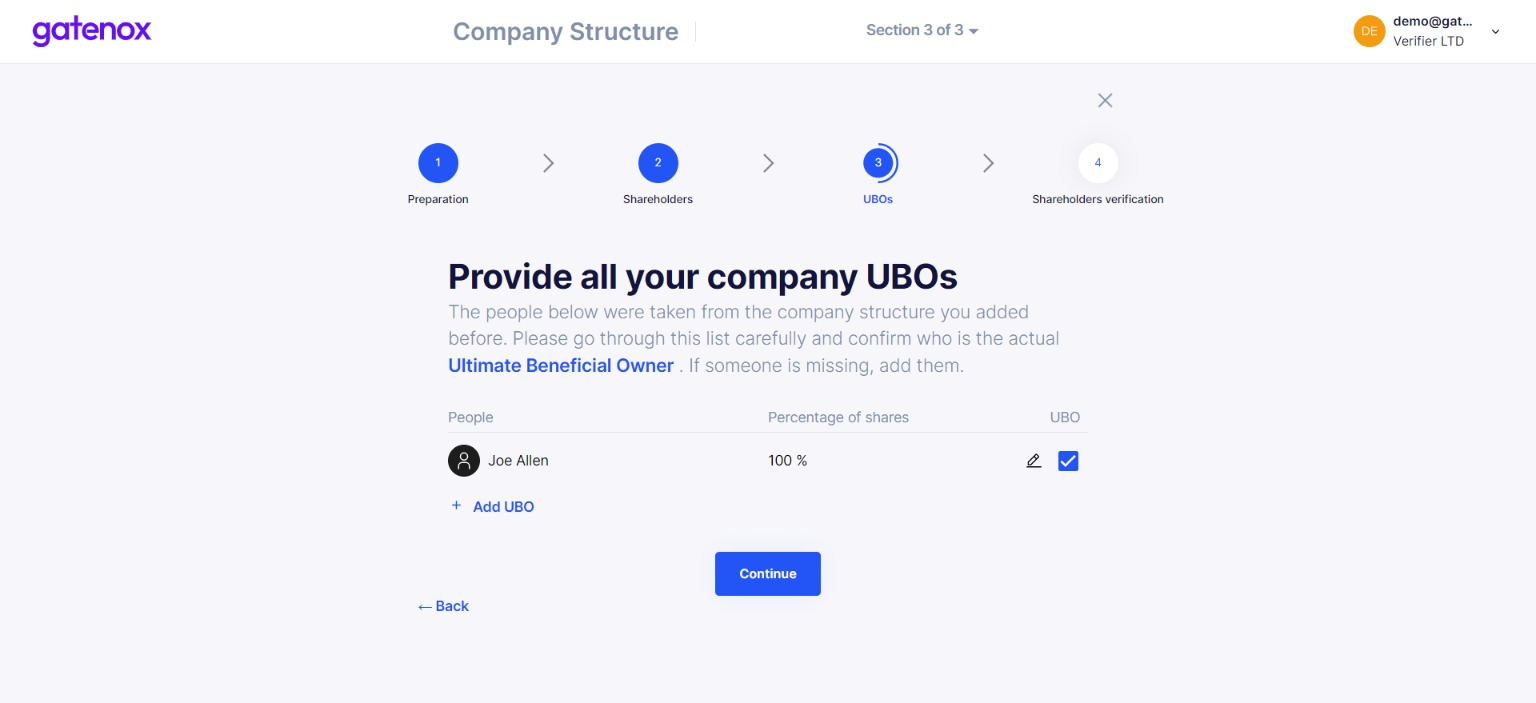 gatenox
Company Structure
Section 3 of 3
DE
demo@gat...
Verifier LTD
1
2
3
4
Preparation
Shareholders
UBOs
Shareholders verification
Provide all your company UBOs
The people below were taken from the company structure you added
before. Please go through this list carefully and confirm who is the actual
Ultimate Beneficial Owner . If someone is missing, add them.
People Percentage of shares UBO
Joe Allen 100 %
+ Add UBO
Continue
← Back